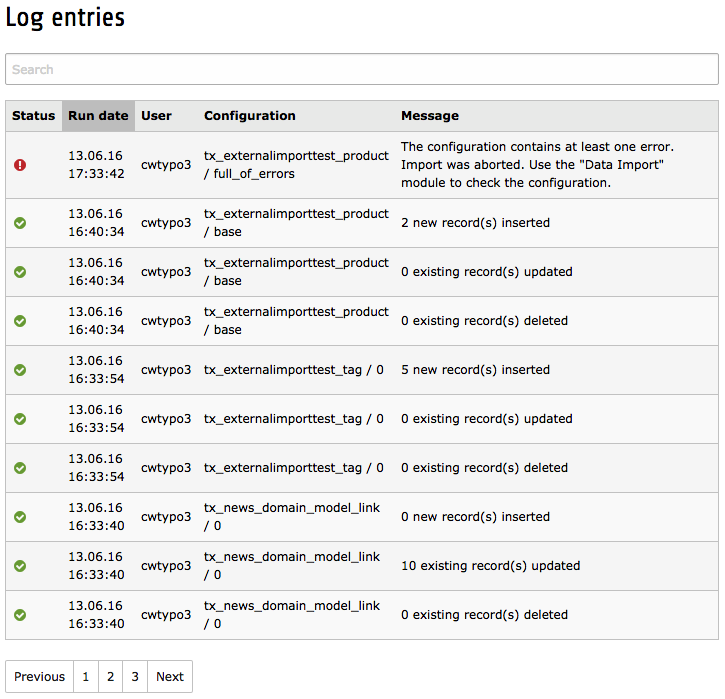 Log entries
Search
Status Run date User Configuration Message
13.06.16
17:33:42
cwtypo3
tx_externalimporttest_product
/ full_of_errors
The configuration contains at least one error.
Import was aborted. Use the "Data Import"
module to check the configuration.
13.06.16
16:40:34
cwtypo3
tx_externalimporttest_product
/ base
2 new record(s) inserted
13.06.16
16:40:34
cwtypo3
tx_externalimporttest_product
/ base
0 existing record(s) updated
13.06.16
16:40:34
cwtypo3
tx_externalimporttest_product
/ base
0 existing record(s) deleted
13.06.16
16:33:54
cwtypo3
tx_externalimporttest_tag / 0
5 new record(s) inserted
13.06.16
16:33:54
cwtypo3
tx_externalimporttest_tag / 0
0 existing record(s) updated
13.06.16
16:33:54
cwtypo3
tx_externalimporttest_tag / 0
0 existing record(s) deleted
13.06.16
16:33:40
cwtypo3
tx_news_domain_model_link
/ 0
0 new record(s) inserted
13.06.16
16:33:40
cwtypo3
tx_news_domain_model_link
/ 0
10 existing record(s) updated
13.06.16
16:33:40
cwtypo3
tx_news_domain_model_link
/ 0
0 existing record(s) deleted
Previous 1 2 3 Next